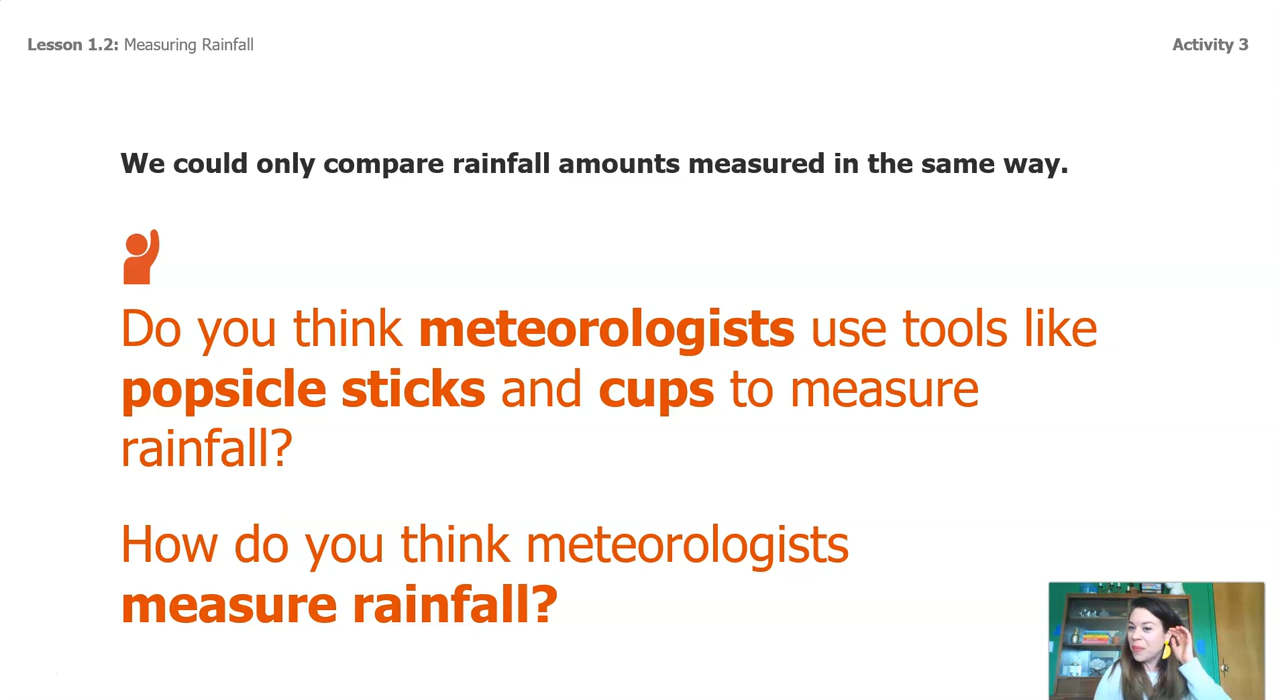 Lesson 1.2: Measuring Rainfall
Activity 3
We could only compare rainfall amounts measured in the same way.
Do you think meteorologists use tools like
popsicle sticks and cups to measure
rainfall?
How do you think meteorologists
measure rainfall?